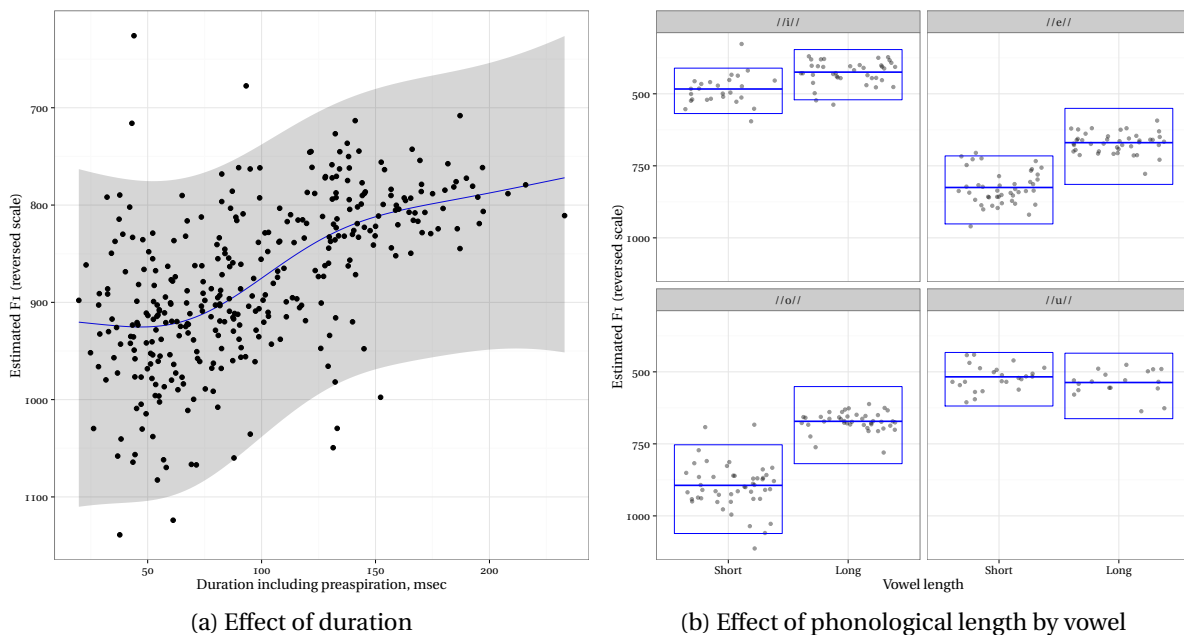 700
800
900
1000
1100
Estimated F1 (reversed scale)
50
100
150
200
Duration including preaspiration, msec
(a) Effect of duration
//i//
//e//
500
750
1000
//o//
//u//
500
750
1000
Estimated F1 (reversed scale)
Short
Long
Short
Long
Vowel length
(b) Effect of phonological length by vowel